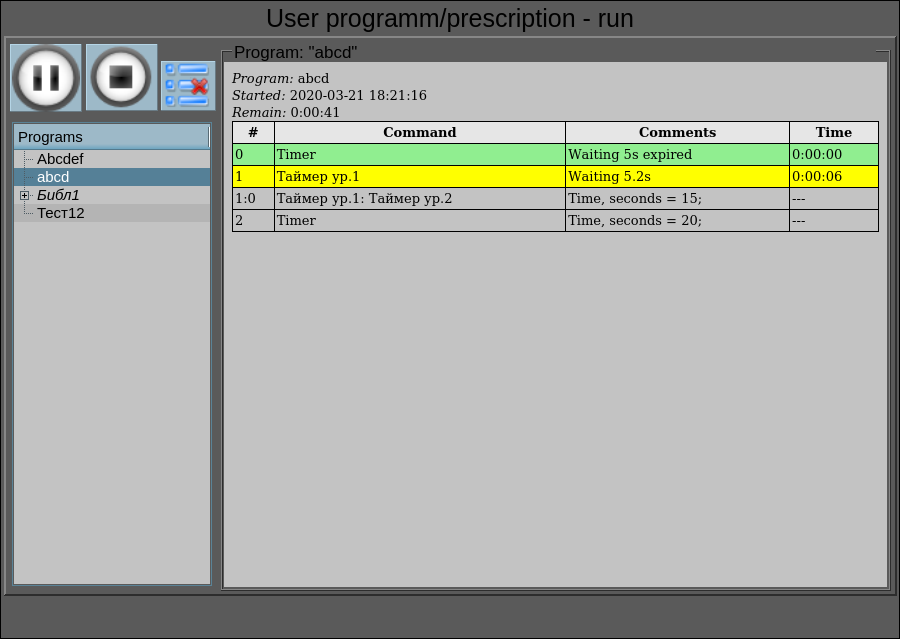 User programm/prescription - run
Program: "abcd"
Programs
Abcdef
abcd
Библ1
Тест12
Program: abcd
Started: 2020-03-21 18:21:16
Remain: 0:00:41
# Command Comments Time
0 Timer Waiting 5s expired 0:00:00
1 Таймер ур.1 Waiting 5.2s 0:00:06
1:0 Таймер ур.1: Таймер ур.2 Time, seconds = 15; ---
2 Timer Time, seconds = 20; ---